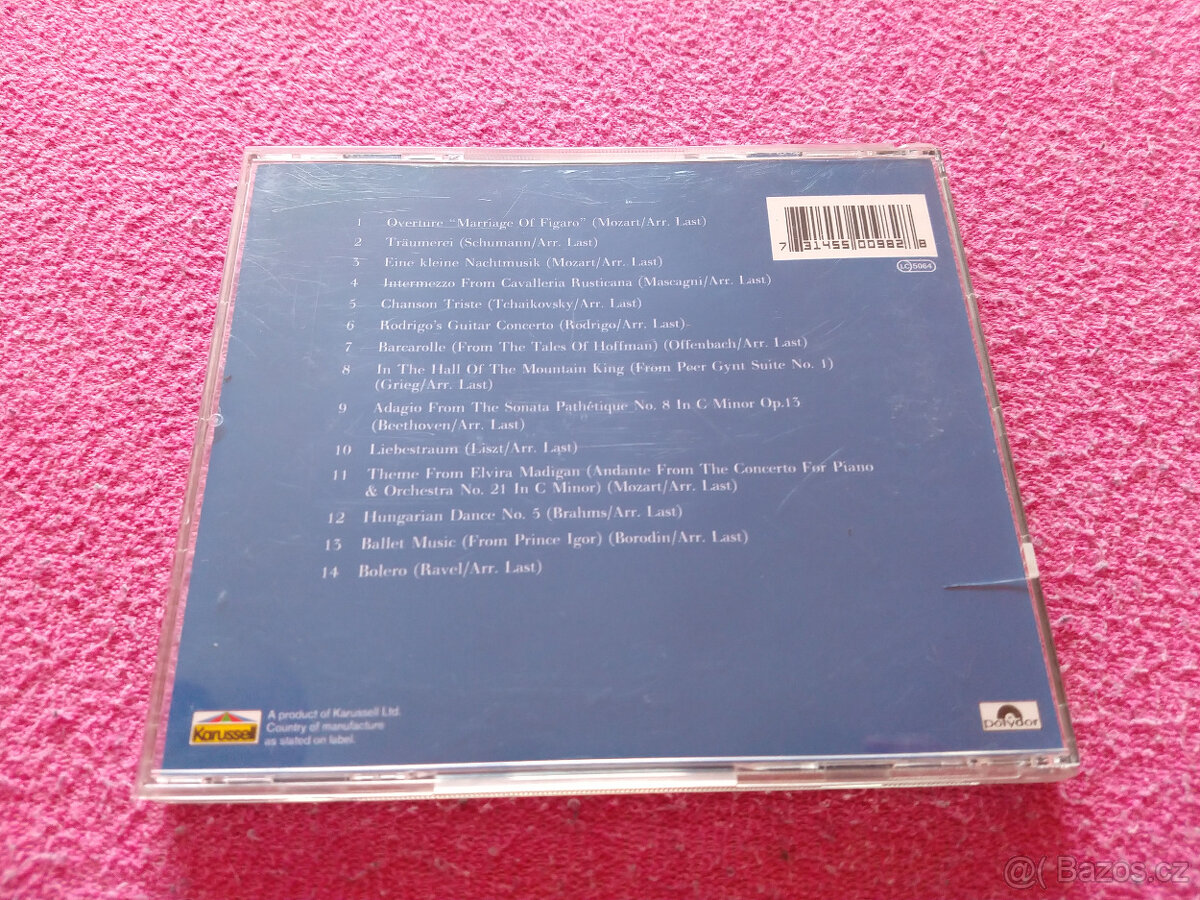 1 Overture "Marriage Of Figaro" (Mozart/Arr. Last)
2 Träumerei (Schumann/Arr. Last)
3 Eine kleine Nachtmusik (Mozart/Arr. Last)
4 Intermezzo From Cavalleria Rusticana (Mascagni/Arr. Last)
5 Chanson Triste (Tchaikovsky/Arr. Last)
6 Rodrigo's Guitar Concerto (Rodrigo/Arr. Last)
7 Barcarolle (From The Tales Of Hoffman) (Offenbach/Arr. Last)
8 In The Hall Of The Mountain King (From Peer Gynt Suite No. 1)
(Grieg/Arr. Last)
9 Adagio From The Sonata Pathétique No. 8 In C Minor Op.13
(Beethoven/Arr. Last)
10 Liebestraum (Liszt/Arr. Last)
11 Theme From Elvira Madigan (Andante From The Concerto For Piano
& Orchestra No. 21 In C Minor) (Mozart/Arr. Last)
12 Hungarian Dance No. 5 (Brahms/Arr. Last)
13 Ballet Music (From Prince Igor) (Borodin/Arr. Last)
14 Bolero (Ravel/Arr. Last)
7 31455 00982 8
LC 5064
Karussell
A product of Karussell Ltd.
Country of manufacture
as stated on label.
polydor
@( Bazos.cz